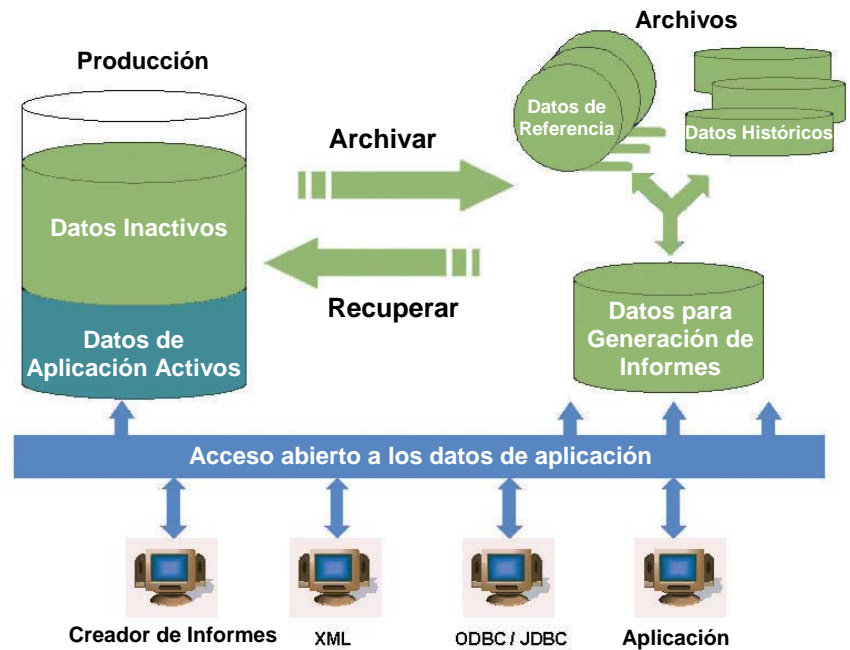 Archivos
Producción
Datos de
Referencia
Datos Históricos
Archivar
Datos Inactivos
Recuperar
Datos para
Generación de
Informes
Datos de
Aplicación Activos
Acceso abierto a los datos de aplicación
Creador de Informes
XML
ODBC / JDBC
Aplicación